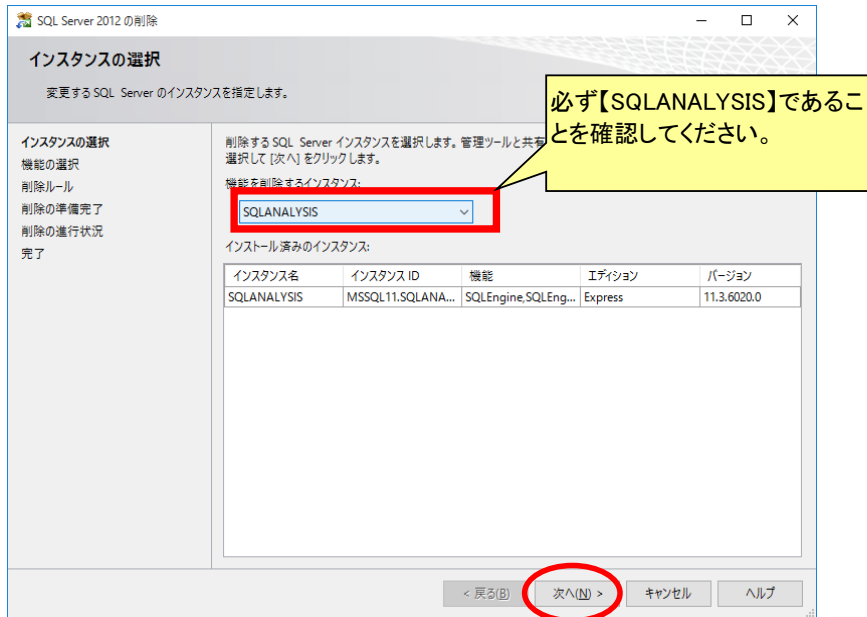 SQL Server 2012 の削除
インスタンスの選択
変更する SQL Server のインスタンスを指定します。
必ず【SQLANALYSIS】であるこ
とを確認してください。
インスタンスの選択
機能の選択
削除ルール
削除の準備完了
削除の進行状況
完了
削除する SQL Server インスタンスを選択します。管理ツールと共有
選択して [次へ] をクリックします。
機能を削除するインスタンス:
SQLANALYSIS
インストール済みのインスタンス:
インスタンス名 インスタンス ID 機能 エディション バージョン
SQLANALYSIS MSSQL11.SQLANA... SQLEngine,SQLEng... Express 11.3.6020.0
< 戻る(B) 次へ(N) > キャンセル ヘルプ